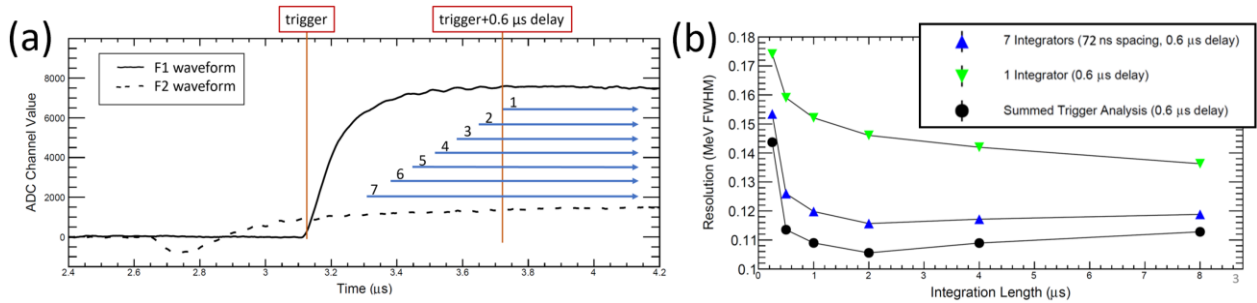 (a)
trigger
trigger+0.6 μs delay
F1 waveform
F2 waveform
ADC Channel Value
8000
6000
4000
2000
0
1
2
3
4
5
6
7
2.4 2.6 2.8 3 3.2 3.4 3.6 3.8 4 4.2
Time (μs)
(b)
7 Integrators (72 ns spacing, 0.6 μs delay)
1 Integrator (0.6 μs delay)
Summed Trigger Analysis (0.6 μs delay)
Resolution (MeV FWHM)
0.18
0.17
0.16
0.15
0.14
0.13
0.12
0.11
0.1
0 1 2 3 4 5 6 7 8
3
Integration Length (μs)